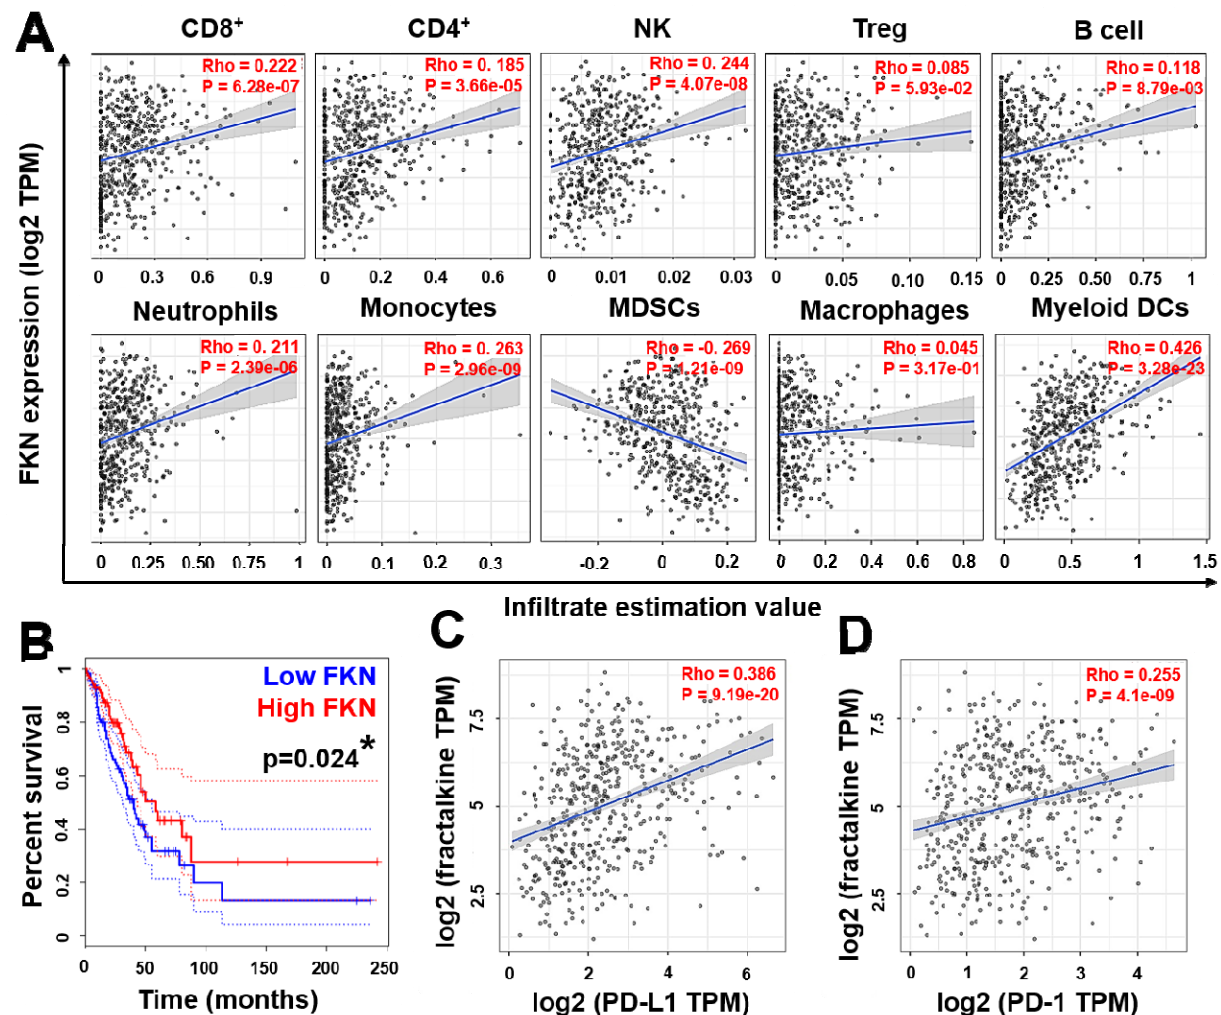 A
CD8+ CD4+ NK Treg B cell
Rho = 0.222 Rho = 0. 185 Rho = 0. 244 Rho = 0.085 Rho = 0.118
P = 6.28e-07 P = 3.66e-05 P = 4.07e-08 P = 5.93e-02 P = 8.79e-03
0 0.3 0.6 0.9 0 0.2 0.4 0.6 0 0.01 0.02 0.03 0 0.05 0.10 0.15 0 0.25 0.50 0.75 1
Neutrophils Monocytes MDSCs Macrophages Myeloid DCs
Rho = 0. 211 Rho = 0. 263 Rho = -0. 269 Rho = 0.045 Rho = 0.426
P = 2.39e-06 P = 2.96e-09 P = 1.21e-09 P = 3.17e-01 P = 3.28e-23
0 0.25 0.50 0.75 1 0 0.1 0.2 0.3 -0.2 0 0.2 0 0.2 0.4 0.6 0.8 0 0.5 1 1.5
FKN expression (log2 TPM)
Infiltrate estimation value
B
Low FKN
High FKN
p=0.024*
Percent survival
1
0.8
0.6
0.4
0.2
0
0 50 100 150 200 250
Time (months)
C
Rho = 0.386
P = 9.19e-20
log2 (fractalkine TPM)
7.5
5
2.5
0 2 4 6
log2 (PD-L1 TPM)
D
Rho = 0.255
P = 4.1e-09
log2 (fractalkine TPM)
7.5
5
2.5
0 1 2 3 4
log2 (PD-1 TPM)